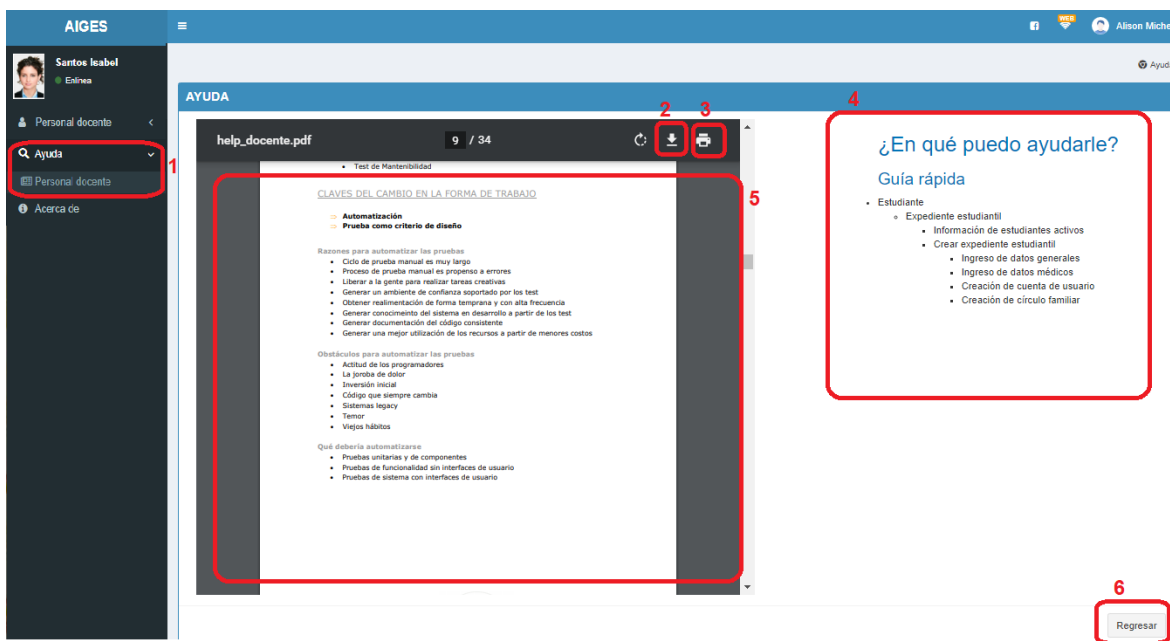 AIGES
WEB
Alison Miche
Santos Isabel
Enlinea
Ayud
AYUDA
Personal docente
Ayuda
Personal docente
Acerca de
1
2
3
4
5
6
help_docente.pdf
9 / 34
Test de Mantenibilidad
CLAVES DEL CAMBIO EN LA FORMA DE TRABAJO
Automatización
Prueba como criterio de diseño
Razones para automatizar las pruebas
Ciclo de prueba manual es muy largo
Proceso de prueba manual es propenso a errores
Liberar a la gente para realizar tareas creativas
Generar un ambiente de confianza soportado por los test
Obtener realimentación de forma temprana y con alta frecuencia
Generar conocimeinto del sistema en desarrollo a partir de los test
Generar documentación del código consistente
Generar una mejor utilización de los recursos a partir de menores costos
Obstáculos para automatizar las pruebas
Actitud de los programadores
La joroba de dolor
Inversión inicial
Código que siempre cambia
Sistemas legacy
Temor
Viejos hábitos
Qué debería automatizarse
Pruebas unitarias y de componentes
Pruebas de funcionalidad sin interfaces de usuario
Pruebas de sistema con interfaces de usuario
¿En qué puedo ayudarle?
Guía rápida
Estudiante
Expediente estudiantil
Información de estudiantes activos
Crear expediente estudiantil
Ingreso de datos generales
Ingreso de datos médicos
Creación de cuenta de usuario
Creación de círculo familiar
Regresar